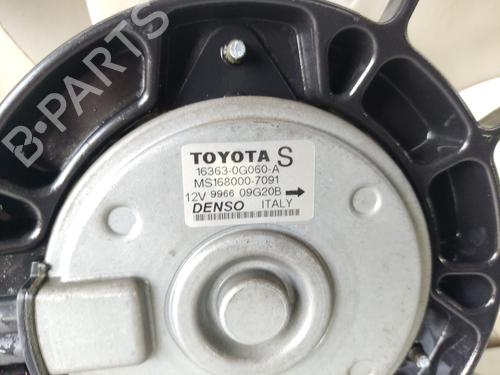 B-PARTS
TOYOTA S
16363-0G060-A
MS168000-7091
12V 9966 09G20B
DENSO ITALY